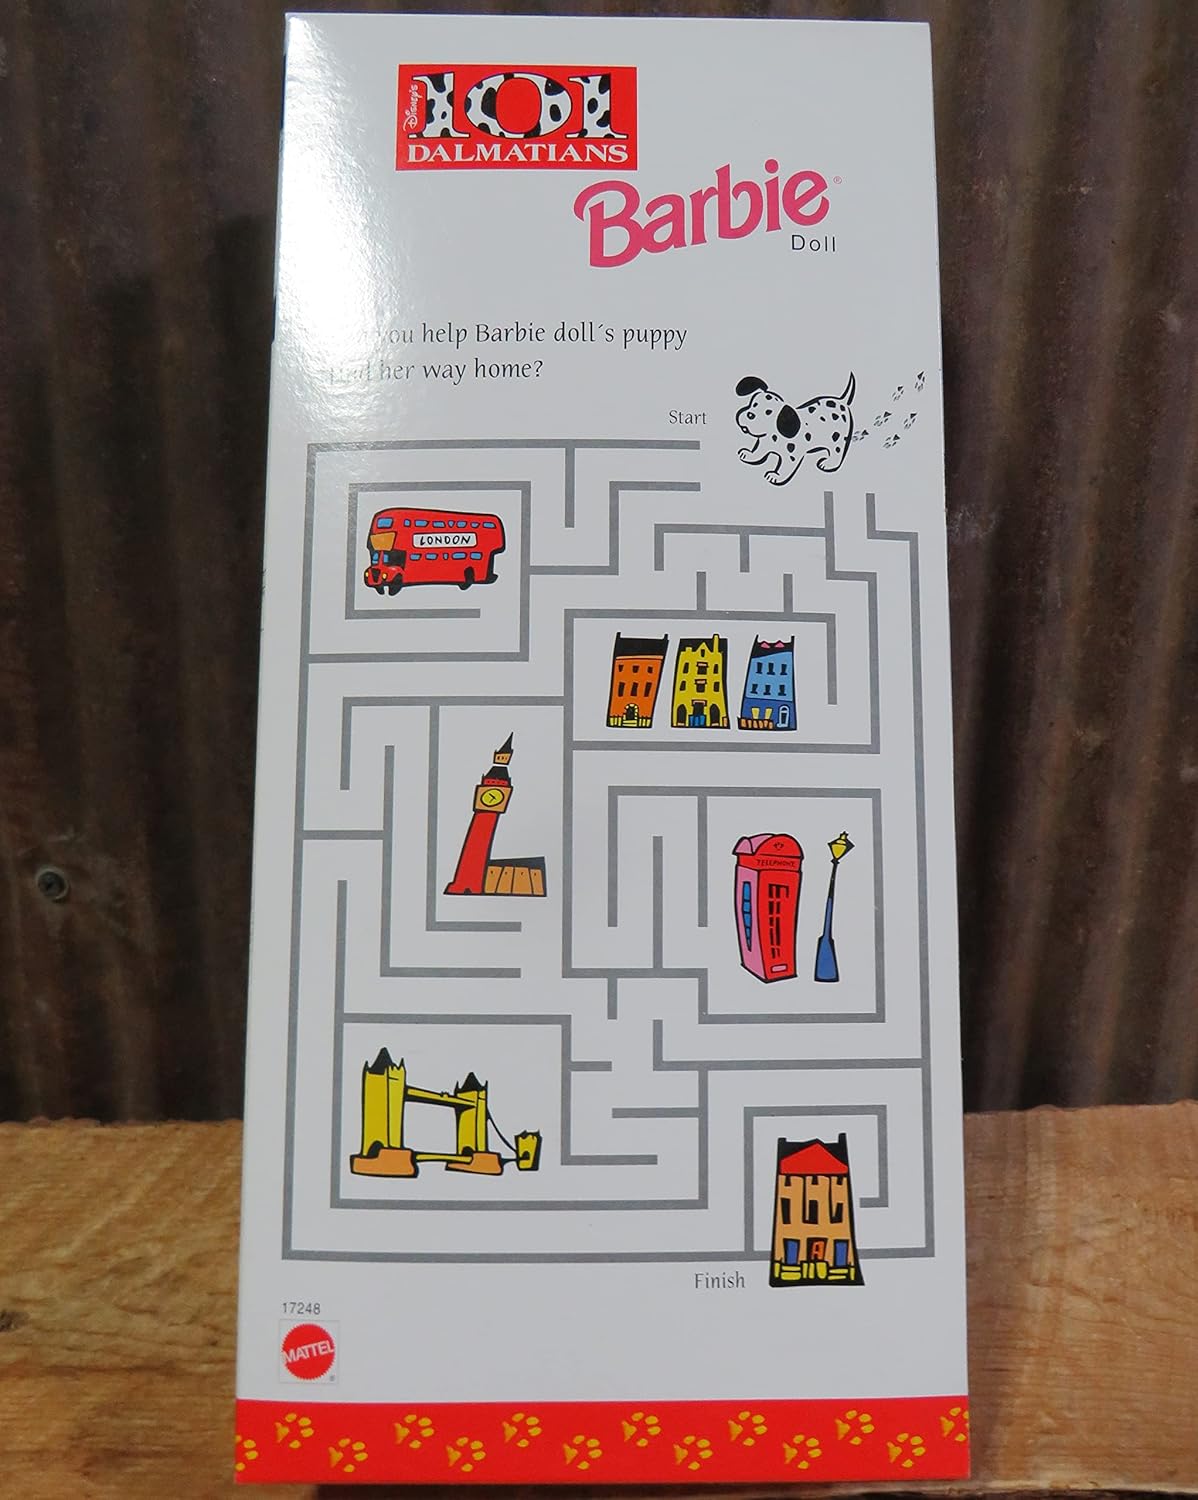 Disney's
101
DALMATIANS
Barbie®
Doll
you help Barbie doll´s puppy
find her way home?
Start
LONDON
TELEPHONE
Finish
17248
MATTEL
®